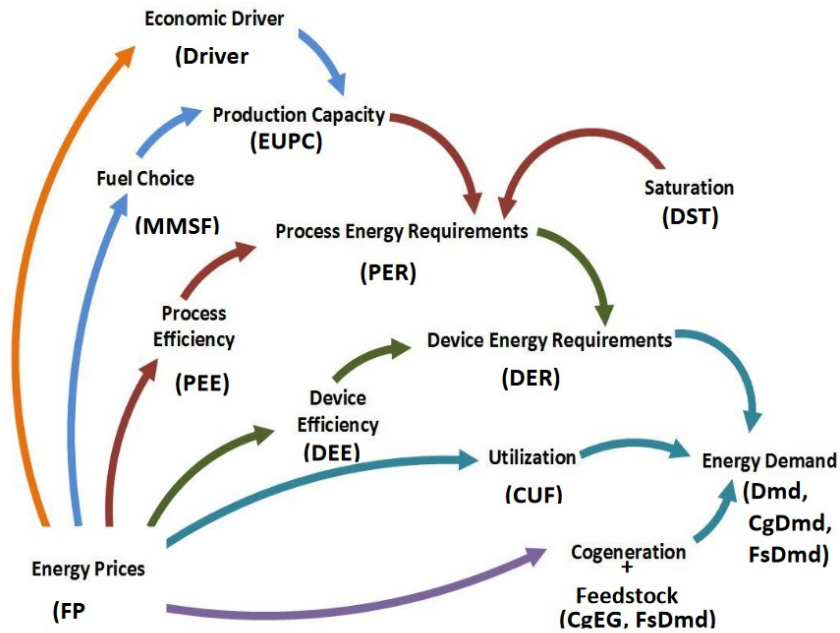 Economic Driver
(Driver
Production Capacity
(EUPC)
Fuel Choice
(MMSF)
Saturation
(DST)
Process Energy Requirements
(PER)
Process
Efficiency
(PEE)
Device Energy Requirements
(DER)
Device
Efficiency
(DEE)
Utilization
(CUF)
Energy Demand
(Dmd,
CgDmd,
FsDmd)
Energy Prices
(FP
Cogeneration
+
Feedstock
(CgEG, FsDmd)